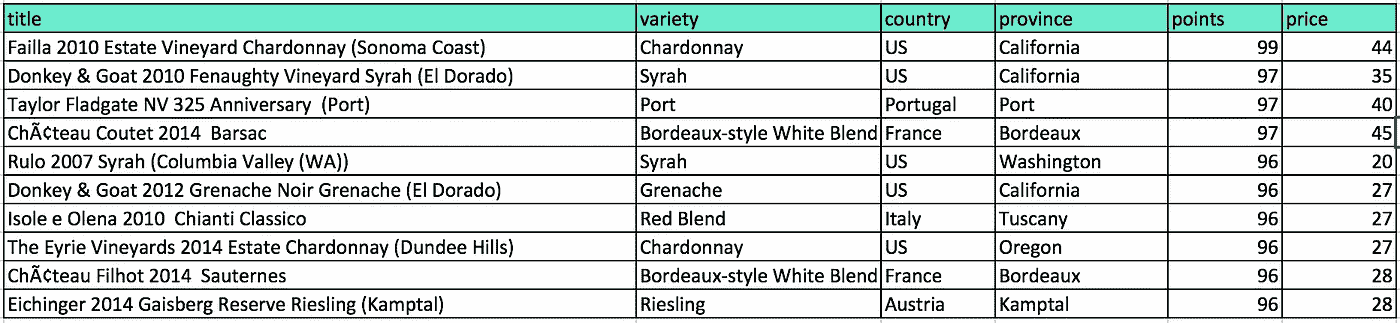 title variety country province points price
Failla 2010 Estate Vineyard Chardonnay (Sonoma Coast) Chardonnay US California 99 44
Donkey & Goat 2010 Fenaughty Vineyard Syrah (El Dorado) Syrah US California 97 35
Taylor Fladgate NV 325 Anniversary  (Port) Port Portugal Port 97 40
ChÃ¢teau Coutet 2014  Barsac Bordeaux-style White Blend France Bordeaux 97 45
Rulo 2007 Syrah (Columbia Valley (WA)) Syrah US Washington 96 20
Donkey & Goat 2012 Grenache Noir Grenache (El Dorado) Grenache US California 96 27
Isole e Olena 2010  Chianti Classico Red Blend Italy Tuscany 96 27
The Eyrie Vineyards 2014 Estate Chardonnay (Dundee Hills) Chardonnay US Oregon 96 27
ChÃ¢teau Filhot 2014  Sauternes Bordeaux-style White Blend France Bordeaux 96 28
Eichinger 2014 Gaisberg Reserve Riesling (Kamptal) Riesling Austria Kamptal 96 28